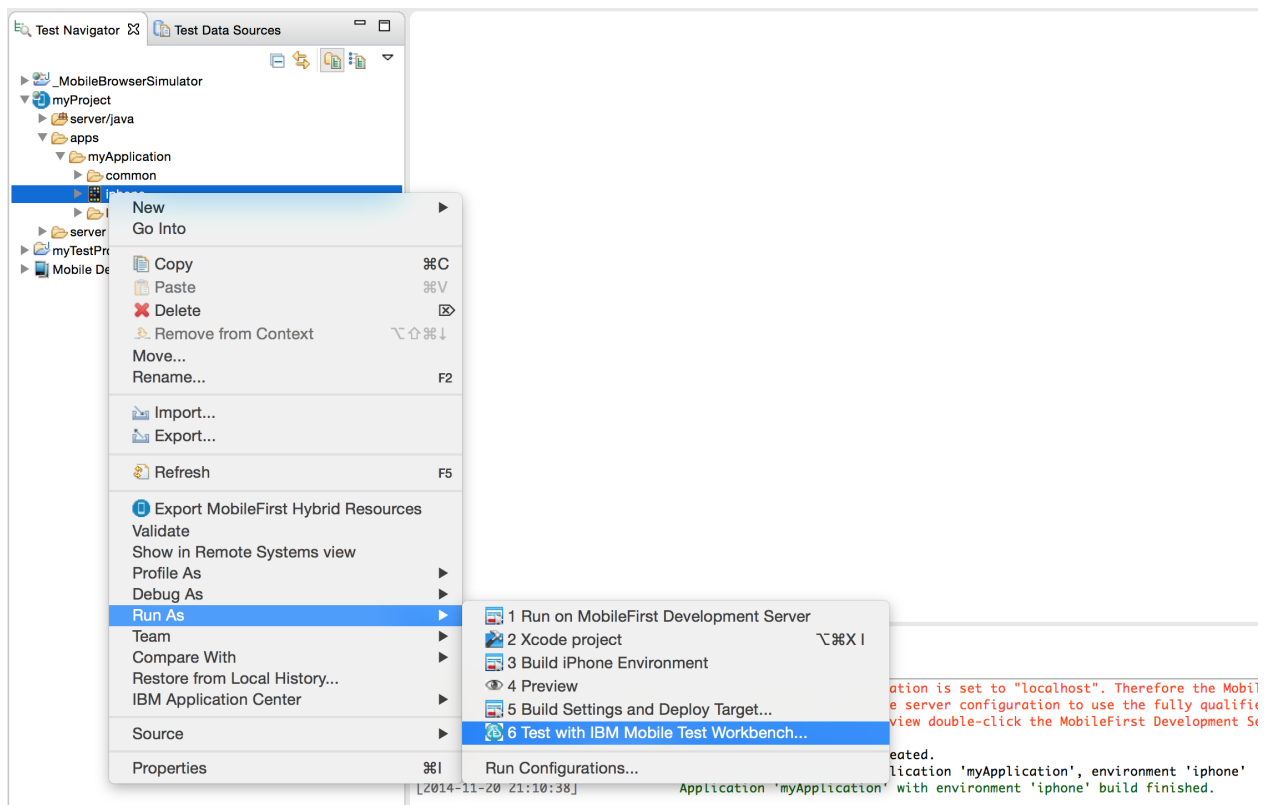 Test Navigator
Test Data Sources
_MobileBrowserSimulator
myProject
server/java
apps
myApplication
common
iphone
server
myTestPro
Mobile De
New
Go Into
Copy ⌘C
Paste ⌘V
Delete ⌦
Remove from Context ⌥⇧⌘↓
Move...
Rename... F2
Import...
Export...
Refresh F5
Export MobileFirst Hybrid Resources
Validate
Show in Remote Systems view
Profile As
Debug As
Run As
Team
Compare With
Restore from Local History...
IBM Application Center
Source
Properties ⌘I
1 Run on MobileFirst Development Server
2 Xcode project ⌥⌘X I
3 Build iPhone Environment
4 Preview
5 Build Settings and Deploy Target...
6 Test with IBM Mobile Test Workbench...
Run Configurations...
ation is set to "localhost". Therefore the Mobil
e server configuration to use the fully qualifie
view double-click the MobileFirst Development Se
eated.
lication 'myApplication', environment 'iphone'
[2014-11-20 21:10:38] Application 'myApplication' with environment 'iphone' build finished.